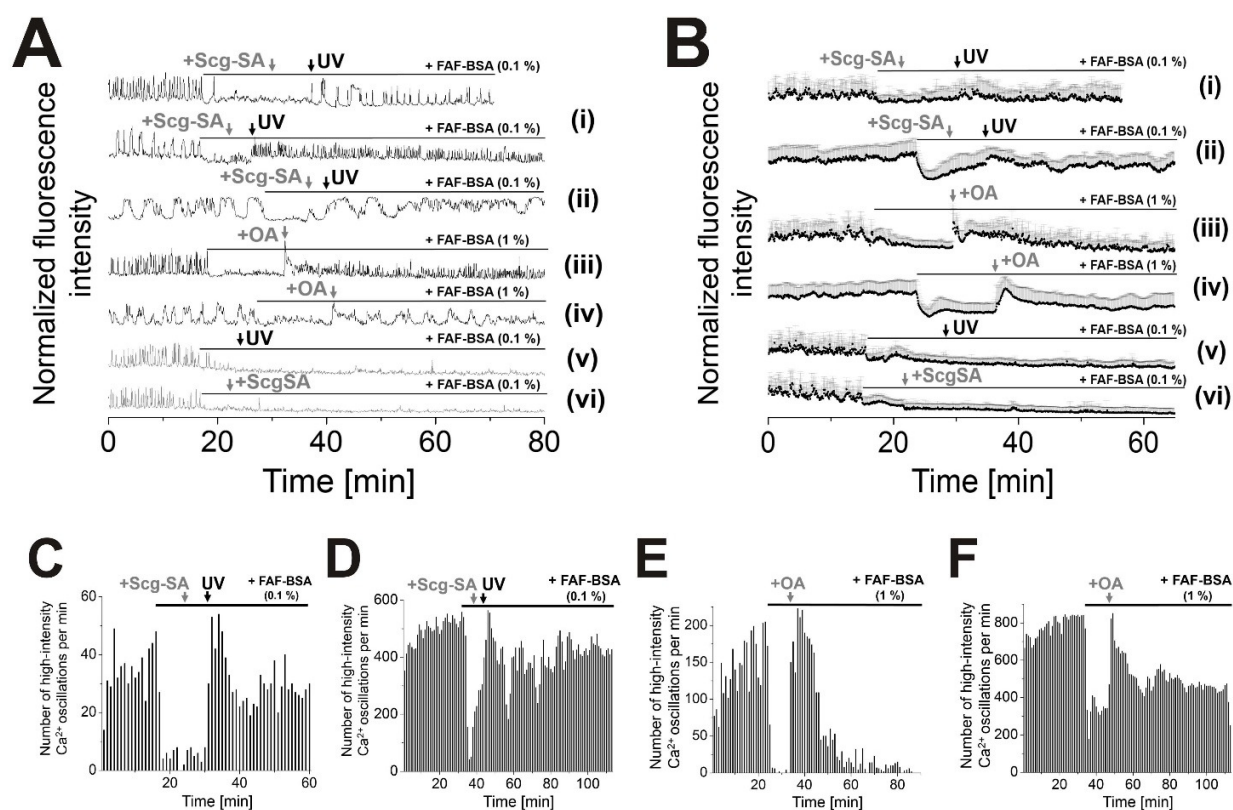 A
+Scg-SA
UV
+ FAF-BSA (0.1 %)
(i)
+Scg-SA
UV
+ FAF-BSA (0.1 %)
+Scg-SA
UV
+ FAF-BSA (0.1 %)
(ii)
+OA
+ FAF-BSA (1 %)
(iii)
+OA
+ FAF-BSA (1 %)
(iv)
UV
+ FAF-BSA (0.1 %)
(v)
+ScgSA
+ FAF-BSA (0.1 %)
(vi)
Normalized fluorescence
intensity
0 20 40 60 80
Time [min]
B
+Scg-SA
UV
+ FAF-BSA (0.1 %)
(i)
+Scg-SA
UV
+ FAF-BSA (0.1 %)
(ii)
+OA
+ FAF-BSA (1 %)
(iii)
+OA
+ FAF-BSA (1 %)
(iv)
UV
+ FAF-BSA (0.1 %)
(v)
+ScgSA
+ FAF-BSA (0.1 %)
(vi)
Normalized fluorescence
intensity
0 20 40 60
Time [min]
C
+Scg-SA
UV
+ FAF-BSA
(0.1 %)
Number of high-intensity
Ca²⁺ oscillations per min
60
40
20
0
20 40 60
Time [min]
D
+Scg-SA
UV
+ FAF-BSA
(0.1 %)
Number of high-intensity
Ca²⁺ oscillations per min
600
400
200
0
20 40 60 80 100
Time [min]
E
+OA
+ FAF-BSA
(1 %)
Number of high-intensity
Ca²⁺ oscillations per min
200
150
100
50
0
20 40 60 80
Time [min]
F
+OA
+ FAF-BSA
(1 %)
Number of high-intensity
Ca²⁺ oscillations per min
800
600
400
200
0
20 40 60 80 100
Time [min]